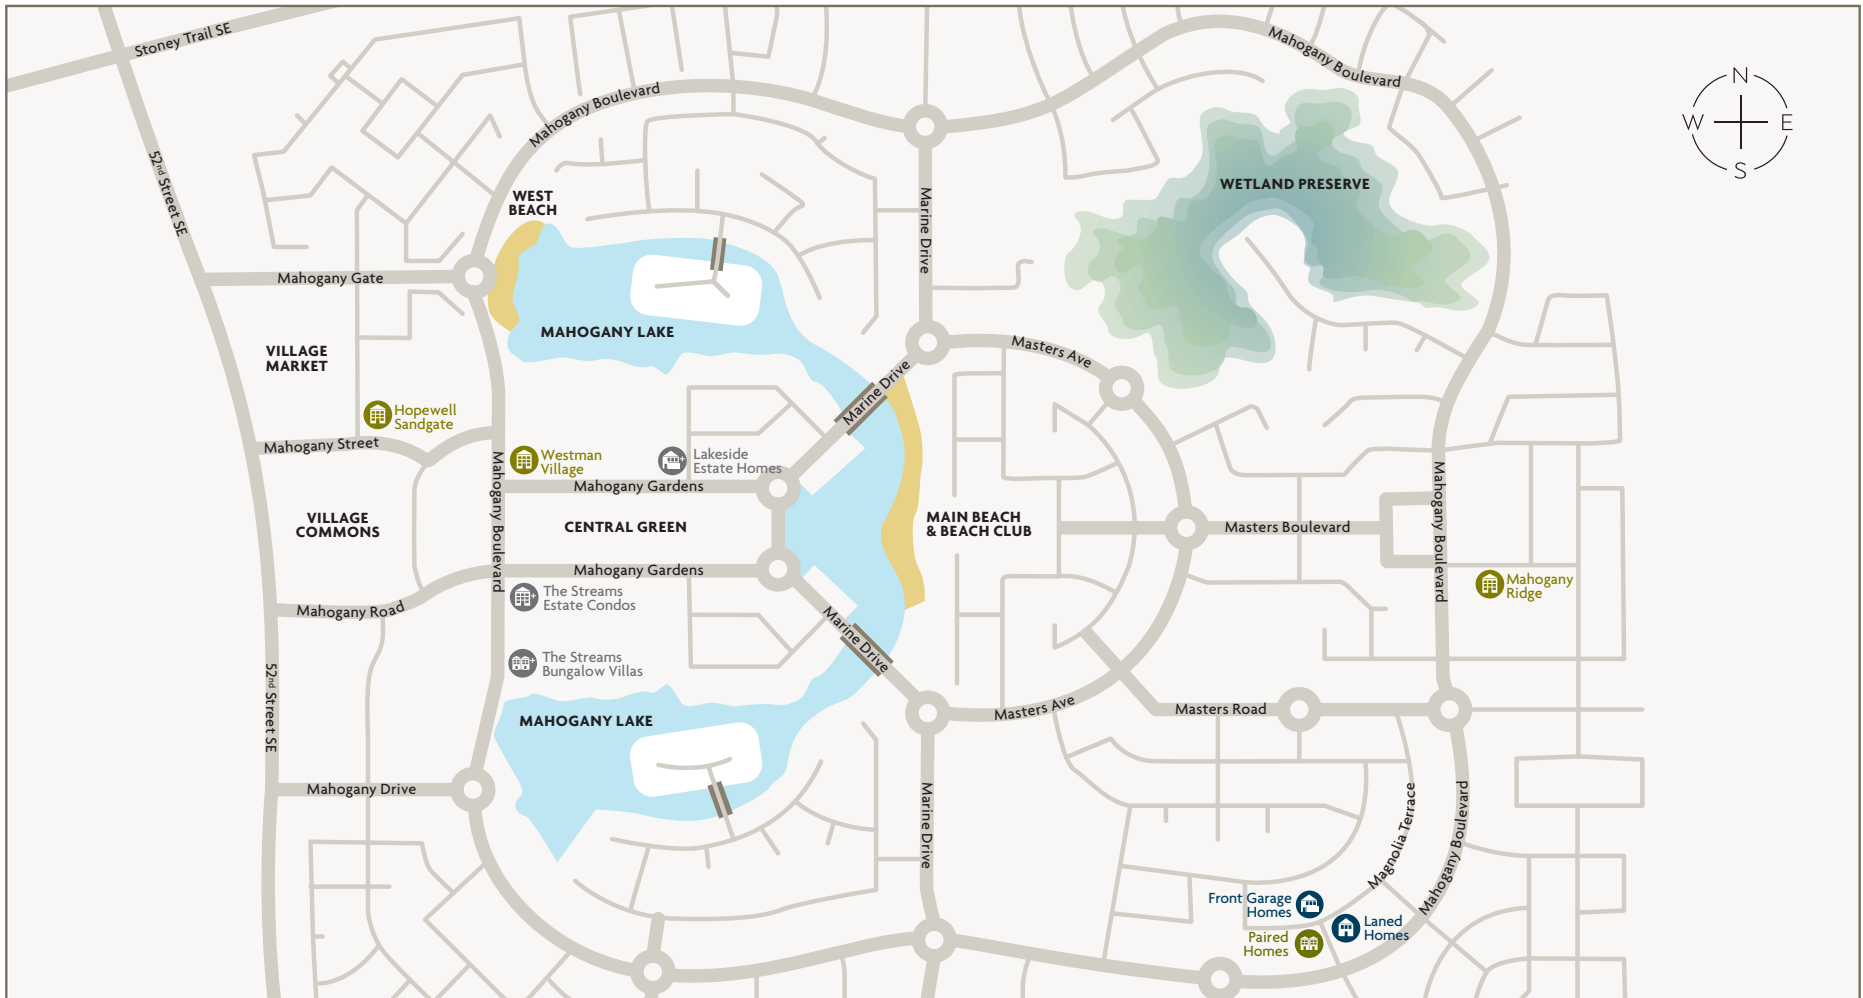 Stoney Trail SE
Mahogany Boulevard
Mahogany Boulevard
N
W E
S
52nd Street SE
WEST
BEACH
Marine Drive
WETLAND PRESERVE
Mahogany Gate
MAHOGANY LAKE
VILLAGE
MARKET
Masters Ave
Marine Drive
Hopewell
Sandgate
Mahogany Street
Westman
Village
Lakeside
Estate Homes
Mahogany Gardens
Mahogany Boulevard
VILLAGE
COMMONS
CENTRAL GREEN
MAIN BEACH
& BEACH CLUB
Masters Boulevard
Mahogany Boulevard
Mahogany Gardens
Mahogany Road
The Streams
Estate Condos
Mahogany
Ridge
Marine Drive
The Streams
Bungalow Villas
52nd Street SE
MAHOGANY LAKE
Masters Ave
Masters Road
Mahogany Drive
Marine Drive
Magnolia Terrace
Mahogany Boulevard
Front Garage
Homes
Laned
Homes
Paired
Homes